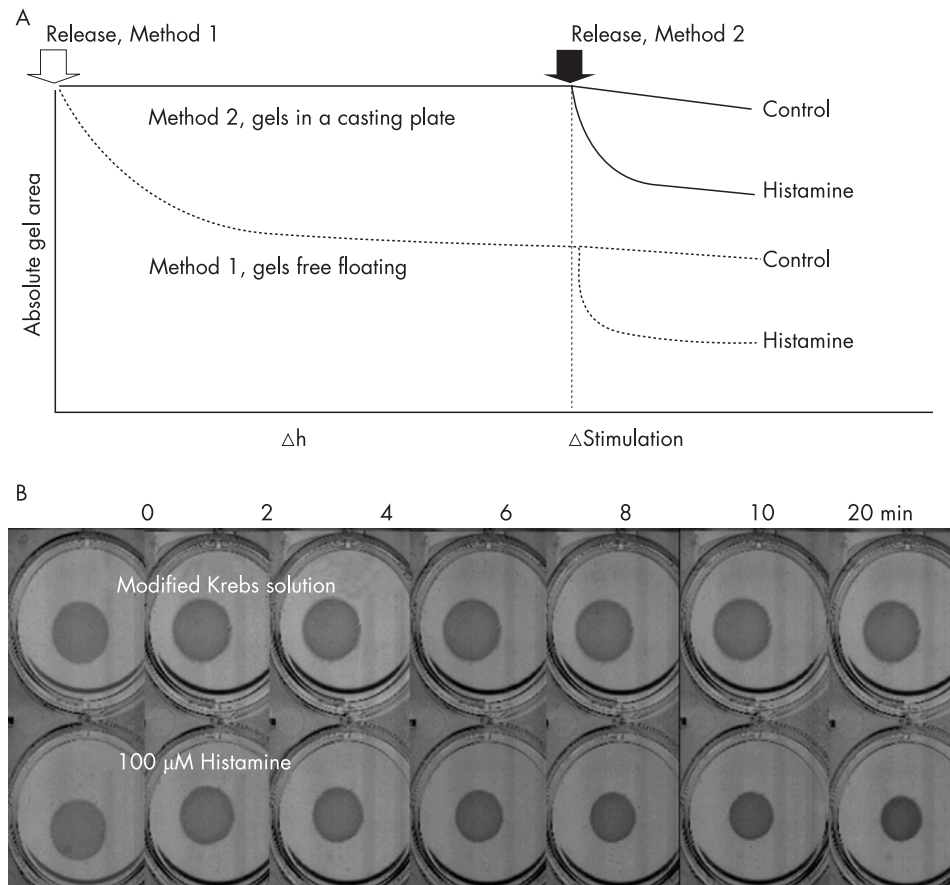 A
Release, Method 1
Release, Method 2
Method 2, gels in a casting plate
Control
Histamine
Absolute gel area
Method 1, gels free floating
Control
Histamine
△h
△Stimulation
B
0 2 4 6 8 10 20 min
Modified Krebs solution
100 μM Histamine